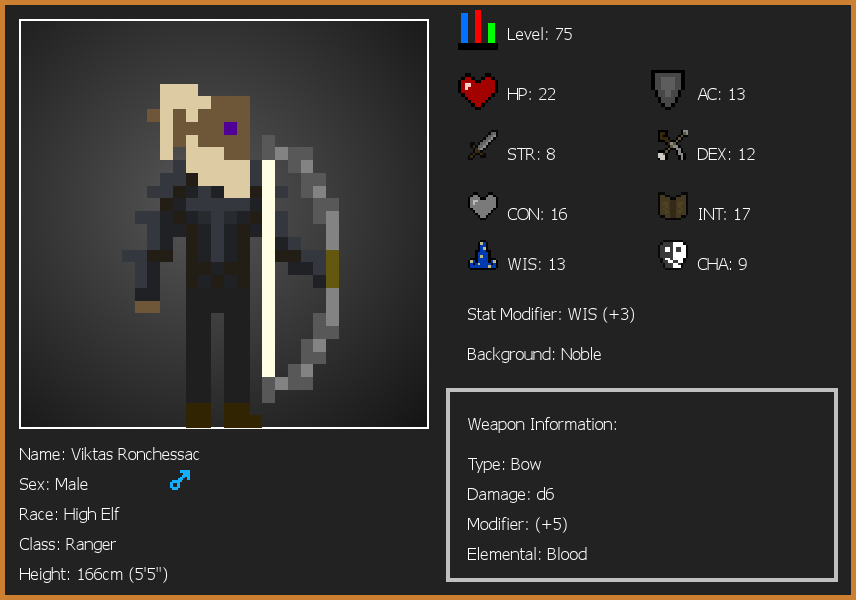 Level: 75
HP: 22
AC: 13
STR: 8
DEX: 12
CON: 16
INT: 17
WIS: 13
CHA: 9
Stat Modifier: WIS (+3)
Background: Noble
Weapon Information:
Type: Bow
Damage: d6
Modifier: (+5)
Elemental: Blood
Name: Viktas Ronchessac
Sex: Male
Race: High Elf
Class: Ranger
Height: 166cm (5'5")